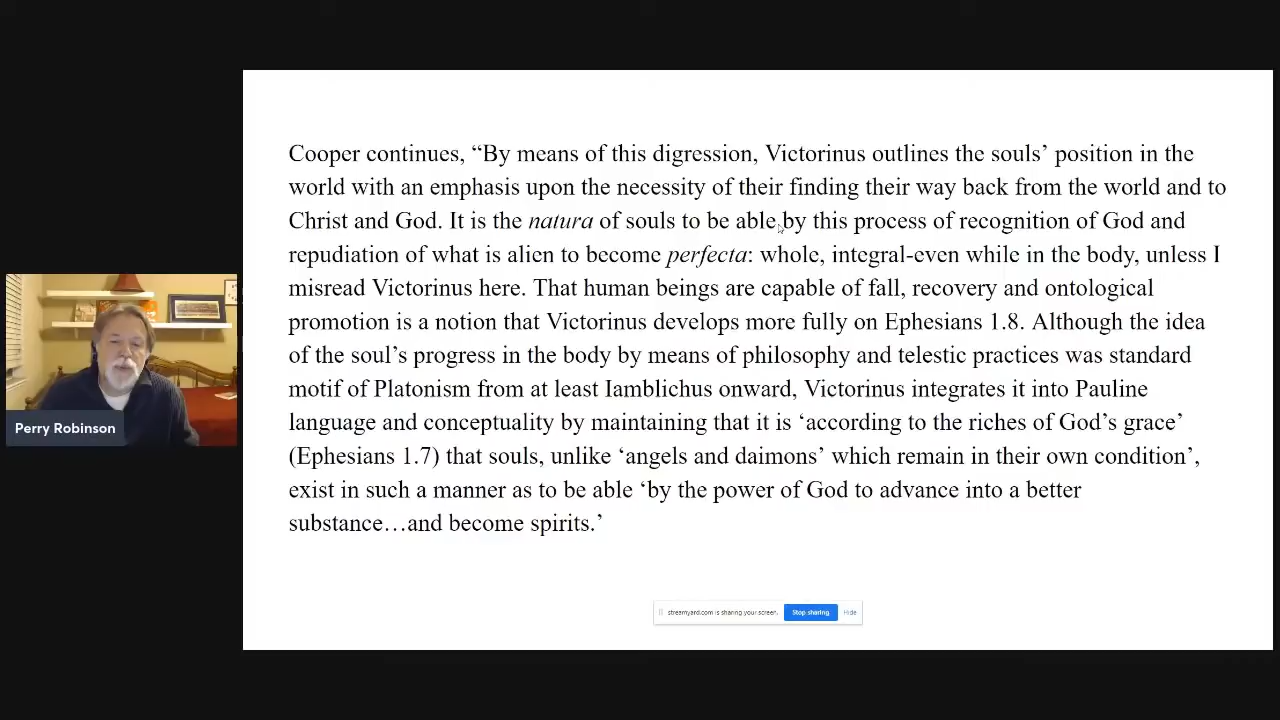 Cooper continues, “By means of this digression, Victorinus outlines the souls’ position in the
world with an emphasis upon the necessity of their finding their way back from the world and to
Christ and God. It is the natura of souls to be able by this process of recognition of God and
repudiation of what is alien to become perfecta: whole, integral-even while in the body, unless I
misread Victorinus here. That human beings are capable of fall, recovery and ontological
promotion is a notion that Victorinus develops more fully on Ephesians 1.8. Although the idea
of the soul’s progress in the body by means of philosophy and telestic practices was standard
motif of Platonism from at least Iamblichus onward, Victorinus integrates it into Pauline
language and conceptuality by maintaining that it is ‘according to the riches of God’s grace’
(Ephesians 1.7) that souls, unlike ‘angels and daimons’ which remain in their own condition’,
exist in such a manner as to be able ‘by the power of God to advance into a better
substance…and become spirits.’
Perry Robinson
streamyard.com is sharing your screen. Stop sharing Hide